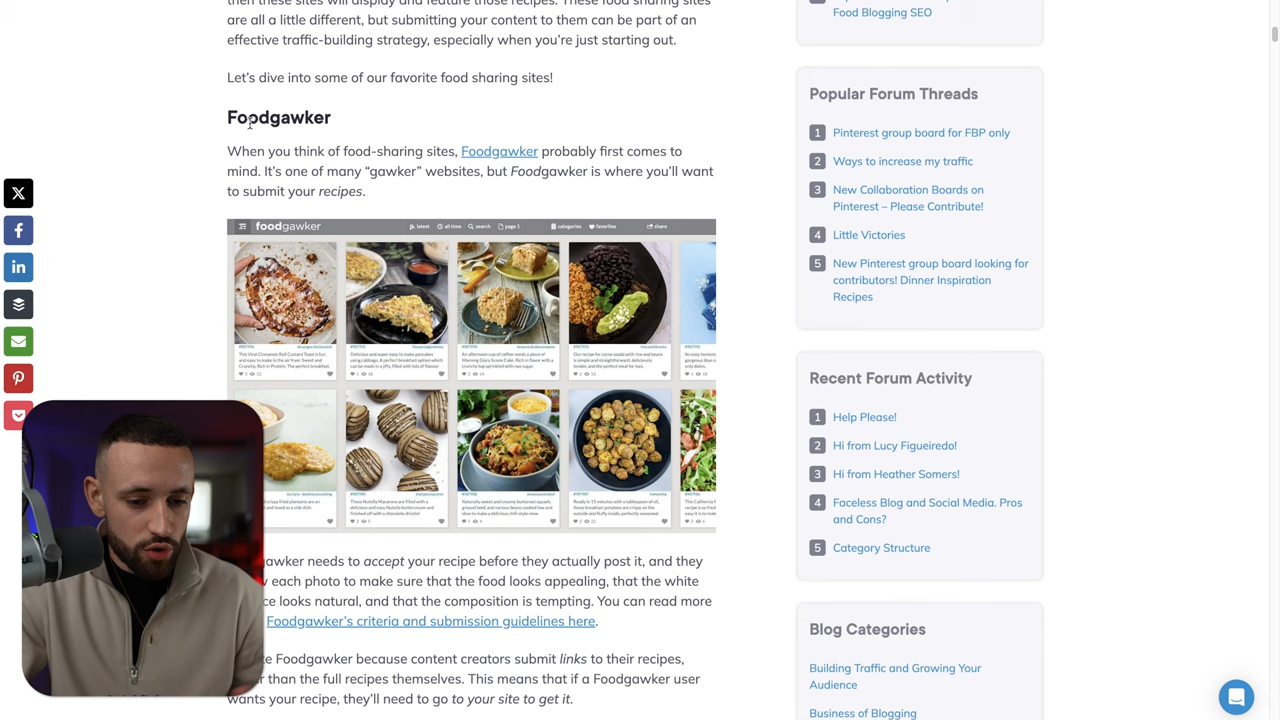 then these sites will display and feature those recipes. These food sharing sites
are all a little different, but submitting your content to them can be part of an
effective traffic-building strategy, especially when you're just starting out.
Let's dive into some of our favorite food sharing sites!
Foodgawker
When you think of food-sharing sites, Foodgawker probably first comes to
mind. It's one of many “gawker” websites, but Foodgawker is where you'll want
to submit your recipes.
foodgawker
latest
all time
search
page 1
categories
favorites
share
gawker needs to accept your recipe before they actually post it, and they
each photo to make sure that the food looks appealing, that the white
looks natural, and that the composition is tempting. You can read more
Foodgawker's criteria and submission guidelines here.
Foodgawker because content creators submit links to their recipes,
than the full recipes themselves. This means that if a Foodgawker user
wants your recipe, they'll need to go to your site to get it.
Food Blogging SEO
Popular Forum Threads
1 Pinterest group board for FBP only
2 Ways to increase my traffic
3 New Collaboration Boards on
Pinterest – Please Contribute!
4 Little Victories
5 New Pinterest group board looking for
contributors! Dinner Inspiration
Recipes
Recent Forum Activity
1 Help Please!
2 Hi from Lucy Figueiredo!
3 Hi from Heather Somers!
4 Faceless Blog and Social Media. Pros
and Cons?
5 Category Structure
Blog Categories
Building Traffic and Growing Your
Audience
Business of Blogging